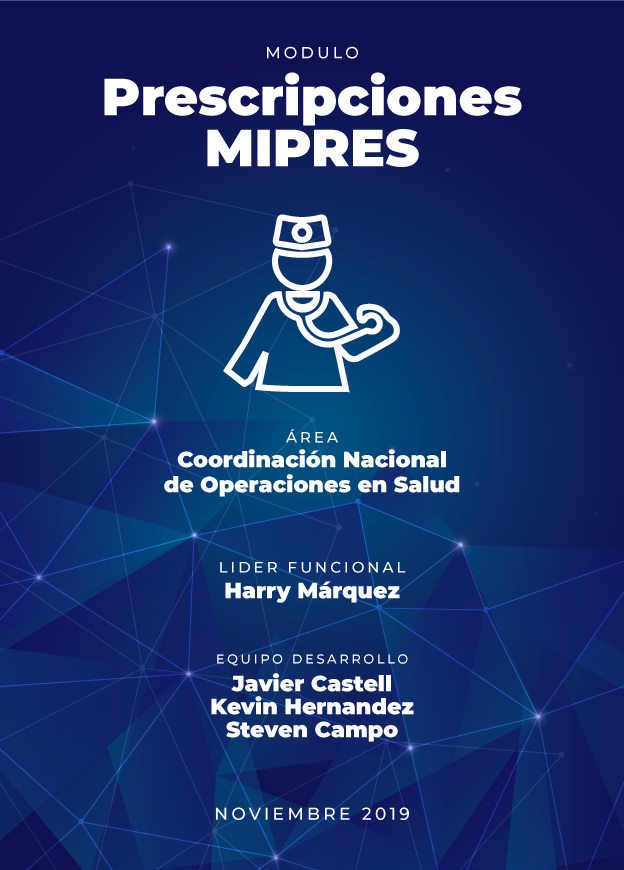 MODULO
Prescripciones
MIPRES
ÁREA
Coordinación Nacional
de Operaciones en Salud
LIDER FUNCIONAL
Harry Márquez
EQUIPO DESARROLLO
Javier Castell
Kevin Hernandez
Steven Campo
NOVIEMBRE 2019